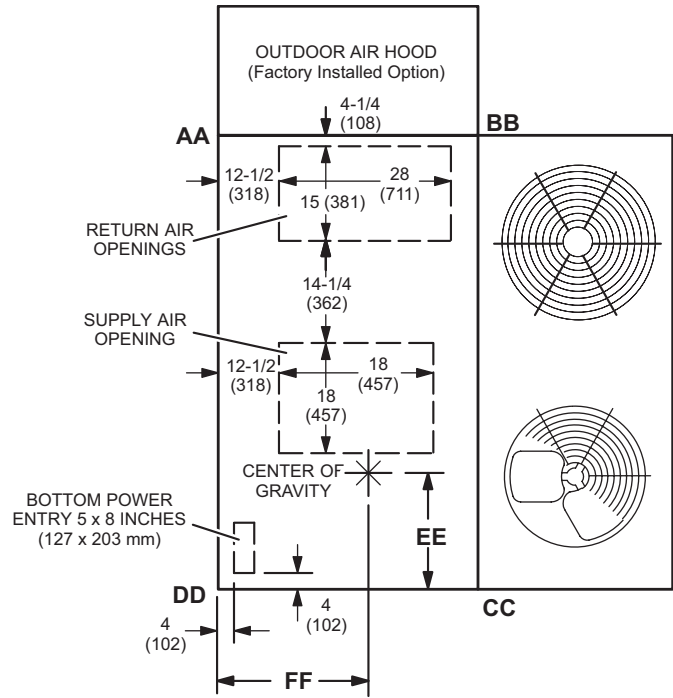 OUTDOOR AIR HOOD
(Factory Installed Option)
4-1/4
(108)
AA
BB
12-1/2
(318)
28
(711)
15 (381)
RETURN AIR
OPENINGS
14-1/4
(362)
SUPPLY AIR
OPENING
12-1/2
(318)
18
(457)
18
(457)
CENTER OF
GRAVITY
BOTTOM POWER
ENTRY 5 x 8 INCHES
(127 x 203 mm)
EE
DD
CC
4
(102)
4
(102)
FF